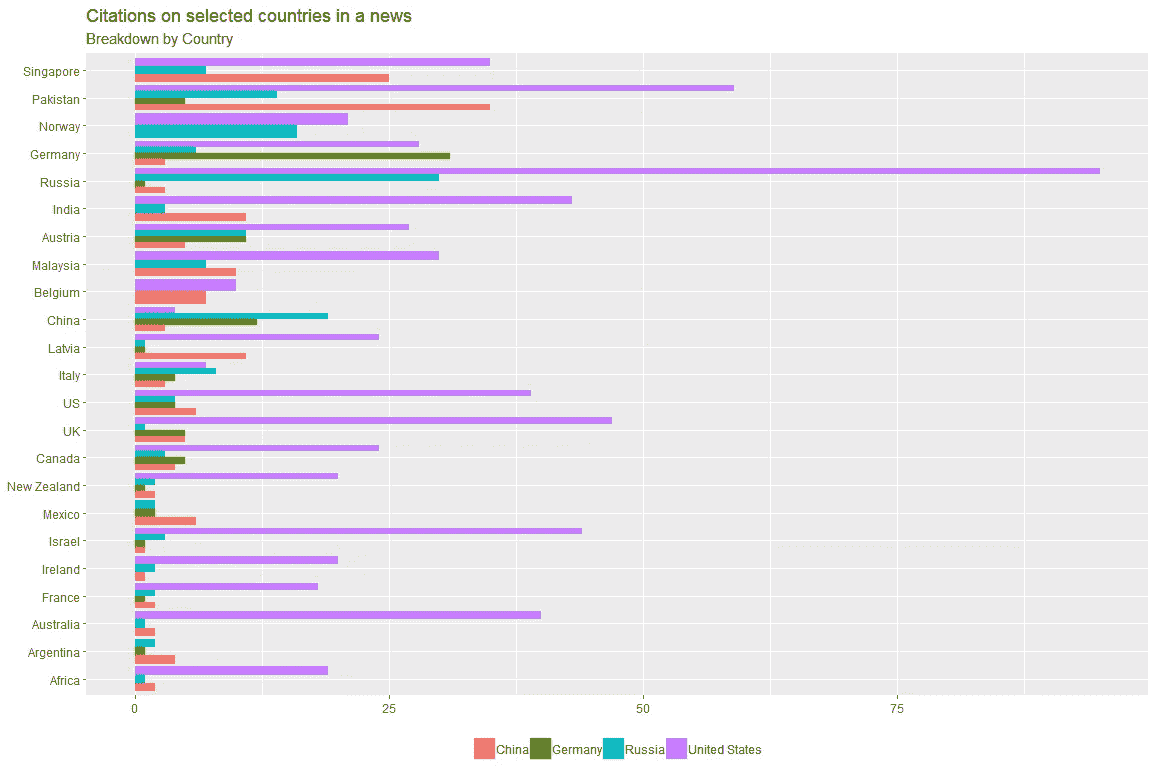 Citations on selected countries in a news
Breakdown by Country
Singapore
Pakistan
Norway
Germany
Russia
India
Austria
Malaysia
Belgium
China
Latvia
Italy
US
UK
Canada
New Zealand
Mexico
Israel
Ireland
France
Australia
Argentina
Africa
0 25 50 75
China Germany Russia United States